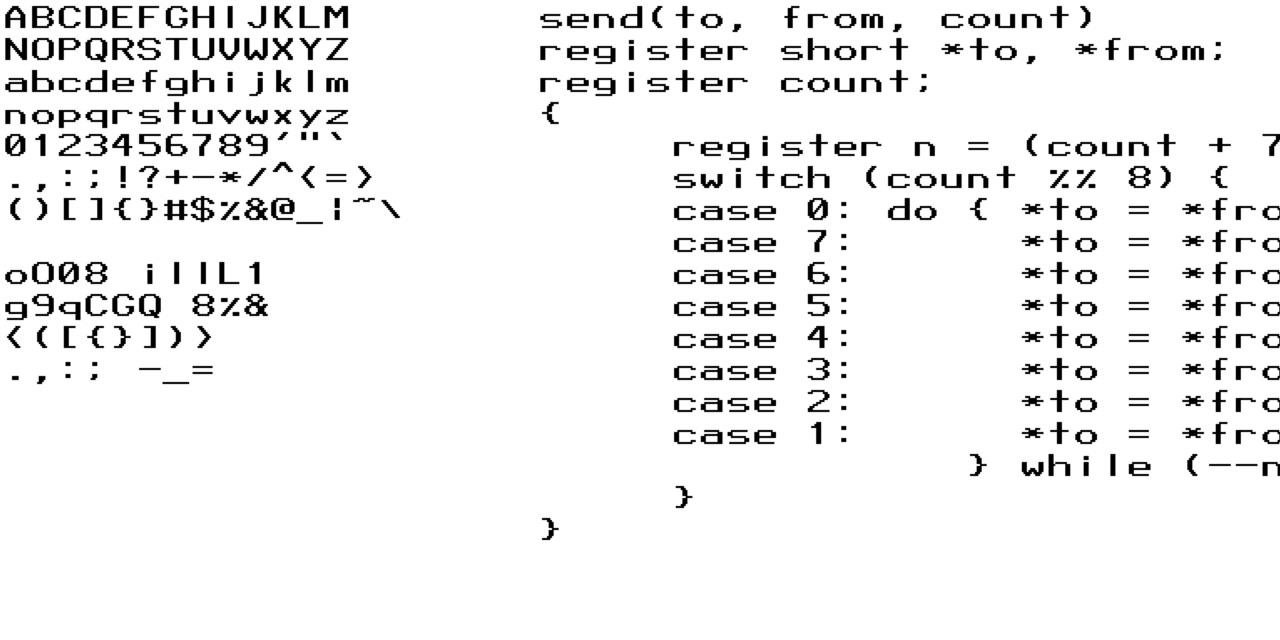 ABCDEFGHIJKLM
NOPQRSTUVWXYZ
abcdefghijklm
nopqrstuvwxyz
0123456789´"`
.,:;!?+-*/^<=>
()[]{}#$%&@_|~\
oO08 iIlL1
g9qCGQ 8%&
<([{}])>
.,:; -_=
send(to, from, count)
register short *to, *from;
register count;
{
register n = (count + 7
switch (count %% 8) {
case 0: do { *to = *fro
case 7: *to = *fro
case 6: *to = *fro
case 5: *to = *fro
case 4: *to = *fro
case 3: *to = *fro
case 2: *to = *fro
case 1: *to = *fro
} while (--n
}
}